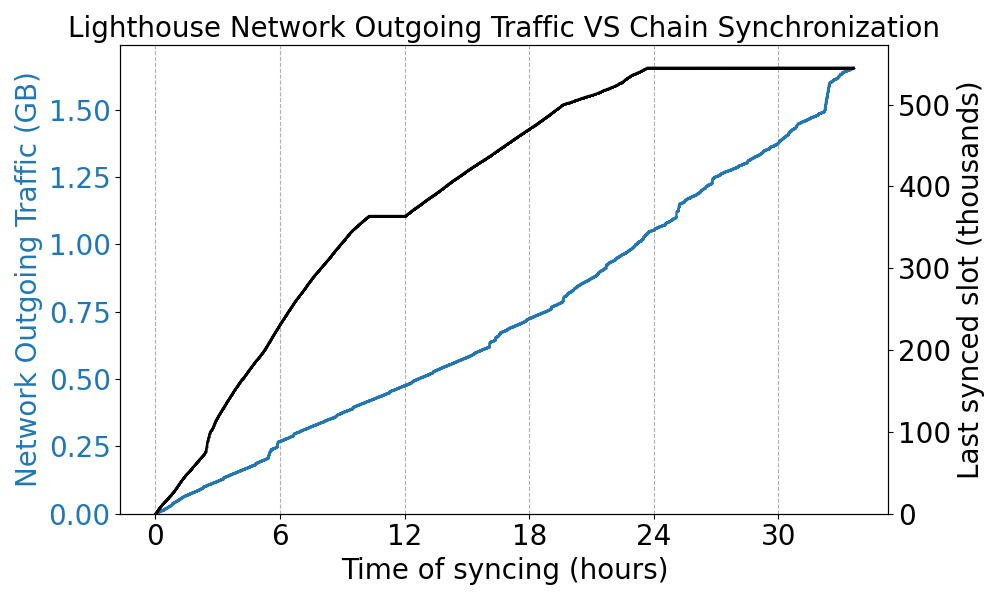 Lighthouse Network Outgoing Traffic VS Chain Synchronization
Network Outgoing Traffic (GB)
1.50
1.25
1.00
0.75
0.50
0.25
0.00
500
400
300
200
100
0
Last synced slot (thousands)
0 6 12 18 24 30
Time of syncing (hours)